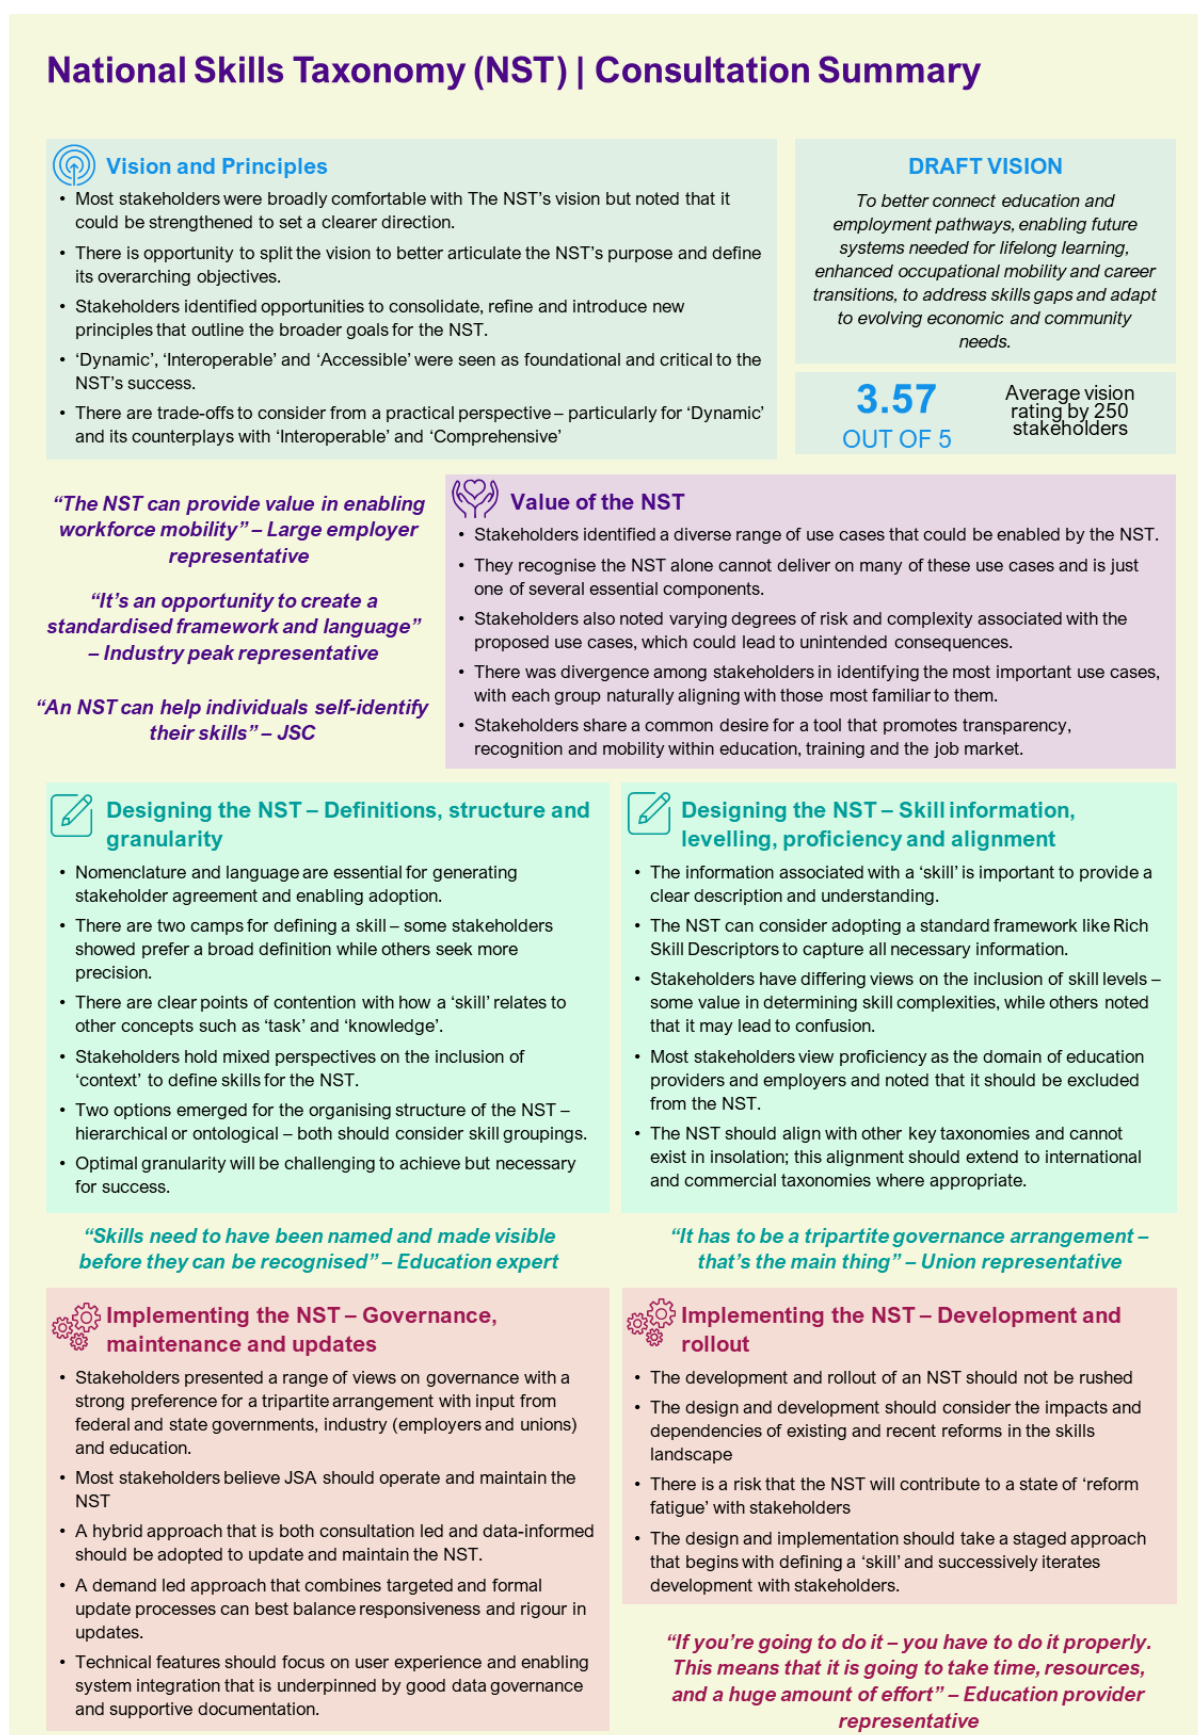 National Skills Taxonomy (NST) | Consultation Summary
Vision and Principles
• Most stakeholders were broadly comfortable with The NST's vision but noted that it
could be strengthened to set a clearer direction.
• There is opportunity to split the vision to better articulate the NST's purpose and define
its overarching objectives.
• Stakeholders identified opportunities to consolidate, refine and introduce new
principles that outline the broader goals for the NST.
• 'Dynamic', 'Interoperable' and 'Accessible' were seen as foundational and critical to the
NST's success.
• There are trade-offs to consider from a practical perspective – particularly for 'Dynamic'
and its counterplays with 'Interoperable' and 'Comprehensive'
DRAFT VISION
To better connect education and
employment pathways, enabling future
systems needed for lifelong learning,
enhanced occupational mobility and career
transitions, to address skills gaps and adapt
to evolving economic and community
needs.
3.57
OUT OF 5
Average vision
rating by 250
stakeholders
“The NST can provide value in enabling
workforce mobility” – Large employer
representative
“It's an opportunity to create a
standardised framework and language”
– Industry peak representative
“An NST can help individuals self-identify
their skills” – JSC
Value of the NST
• Stakeholders identified a diverse range of use cases that could be enabled by the NST.
• They recognise the NST alone cannot deliver on many of these use cases and is just
one of several essential components.
• Stakeholders also noted varying degrees of risk and complexity associated with the
proposed use cases, which could lead to unintended consequences.
• There was divergence among stakeholders in identifying the most important use cases,
with each group naturally aligning with those most familiar to them.
• Stakeholders share a common desire for a tool that promotes transparency,
recognition and mobility within education, training and the job market.
Designing the NST – Definitions, structure and
granularity
• Nomenclature and language are essential for generating
stakeholder agreement and enabling adoption.
• There are two camps for defining a skill – some stakeholders
showed prefer a broad definition while others seek more
precision.
• There are clear points of contention with how a 'skill' relates to
other concepts such as 'task' and 'knowledge'.
• Stakeholders hold mixed perspectives on the inclusion of
'context' to define skills for the NST.
• Two options emerged for the organising structure of the NST –
hierarchical or ontological – both should consider skill groupings.
• Optimal granularity will be challenging to achieve but necessary
for success.
Designing the NST – Skill information,
levelling, proficiency and alignment
• The information associated with a 'skill' is important to provide a
clear description and understanding.
• The NST can consider adopting a standard framework like Rich
Skill Descriptors to capture all necessary information.
• Stakeholders have differing views on the inclusion of skill levels –
some value in determining skill complexities, while others noted
that it may lead to confusion.
• Most stakeholders view proficiency as the domain of education
providers and employers and noted that it should be excluded
from the NST.
• The NST should align with other key taxonomies and cannot
exist in insolation; this alignment should extend to international
and commercial taxonomies where appropriate.
“Skills need to have been named and made visible
before they can be recognised” – Education expert
“It has to be a tripartite governance arrangement –
that's the main thing” – Union representative
Implementing the NST – Governance,
maintenance and updates
• Stakeholders presented a range of views on governance with a
strong preference for a tripartite arrangement with input from
federal and state governments, industry (employers and unions)
and education.
• Most stakeholders believe JSA should operate and maintain the
NST
• A hybrid approach that is both consultation led and data-informed
should be adopted to update and maintain the NST.
• A demand led approach that combines targeted and formal
update processes can best balance responsiveness and rigour in
updates.
• Technical features should focus on user experience and enabling
system integration that is underpinned by good data governance
and supportive documentation.
Implementing the NST – Development and
rollout
• The development and rollout of an NST should not be rushed
• The design and development should consider the impacts and
dependencies of existing and recent reforms in the skills
landscape
• There is a risk that the NST will contribute to a state of 'reform
fatigue' with stakeholders
• The design and implementation should take a staged approach
that begins with defining a 'skill' and successively iterates
development with stakeholders.
“If you're going to do it – you have to do it properly.
This means that it is going to take time, resources,
and a huge amount of effort” – Education provider
representative